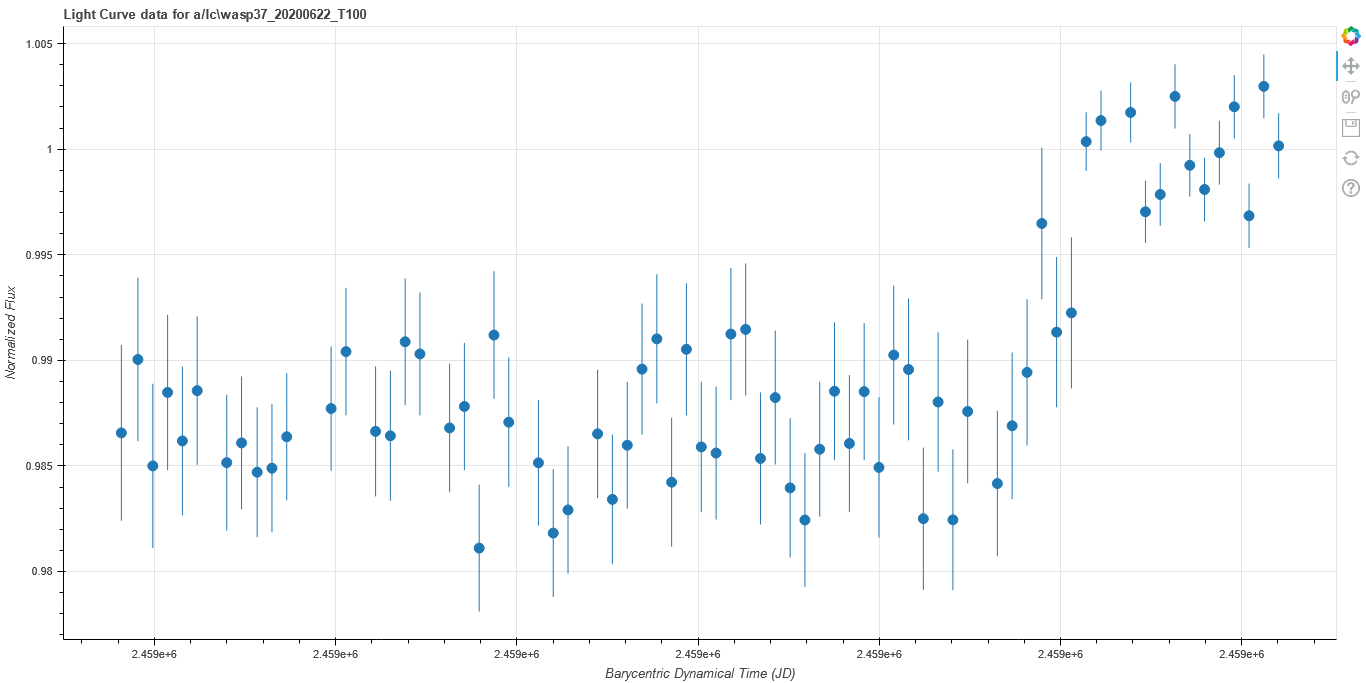 Light Curve data for a/lc\wasp37_20200622_T100
1.005
1
0.995
0.99
0.985
0.98
Normalized Flux
2.459e+6 2.459e+6 2.459e+6 2.459e+6 2.459e+6 2.459e+6 2.459e+6
Barycentric Dynamical Time (JD)